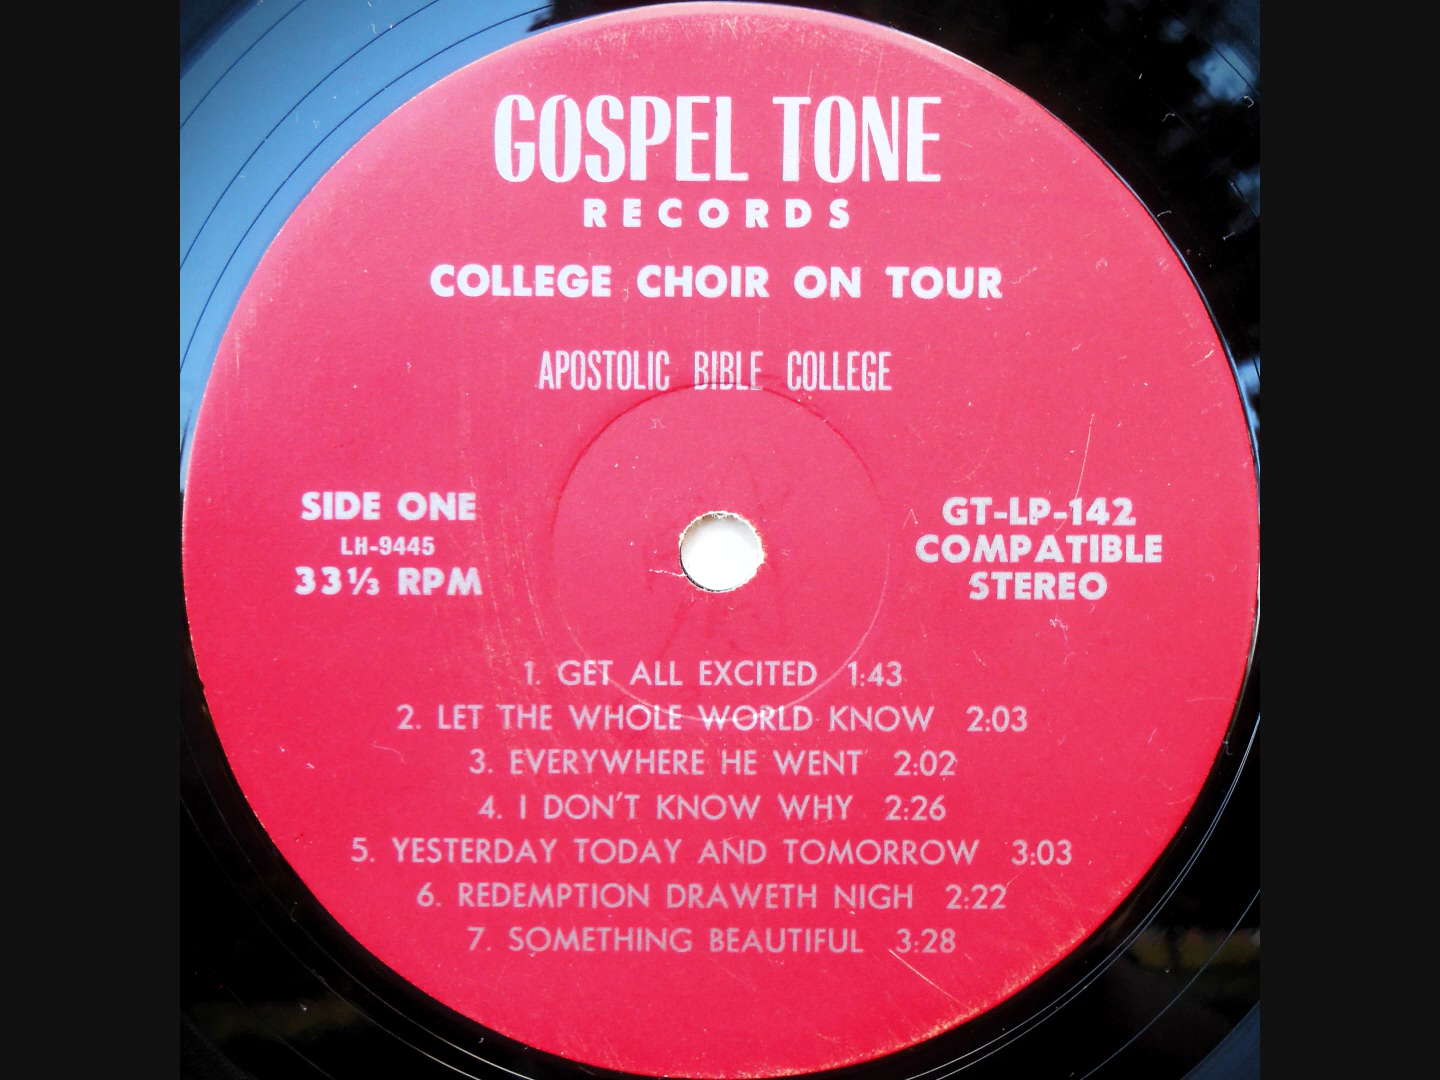 GOSPEL TONE
RECORDS
COLLEGE CHOIR ON TOUR
APOSTOLIC BIBLE COLLEGE
SIDE ONE
LH-9445
33⅓ RPM
GT-LP-142
COMPATIBLE
STEREO
1. GET ALL EXCITED 1:43
2. LET THE WHOLE WORLD KNOW 2:03
3. EVERYWHERE HE WENT 2:02
4. I DON'T KNOW WHY 2:26
5. YESTERDAY TODAY AND TOMORROW 3:03
6. REDEMPTION DRAWETH NIGH 2:22
7. SOMETHING BEAUTIFUL 3:28